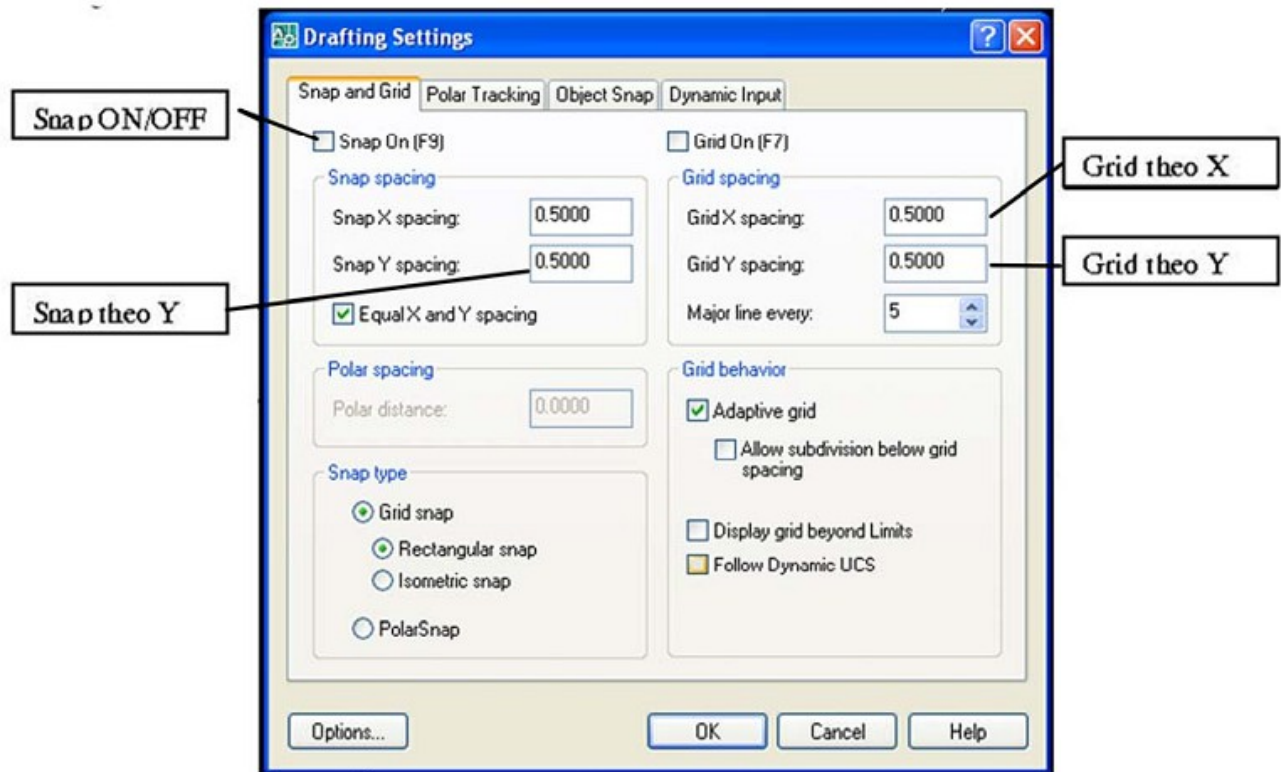 Drafting Settings
Snap and Grid
Polar Tracking
Object Snap
Dynamic Input
Snap ON/OFF
Snap On (F9)
Grid On (F7)
Snap spacing
Snap X spacing: 0.5000
Snap Y spacing: 0.5000
Equal X and Y spacing
Snap theo Y
Grid spacing
Grid X spacing: 0.5000
Grid theo X
Grid Y spacing: 0.5000
Grid theo Y
Major line every: 5
Polar spacing
Polar distance: 0.0000
Grid behavior
Adaptive grid
Allow subdivision below grid
spacing
Display grid beyond Limits
Follow Dynamic UCS
Snap type
Grid snap
Rectangular snap
Isometric snap
PolarSnap
Options...
OK
Cancel
Help